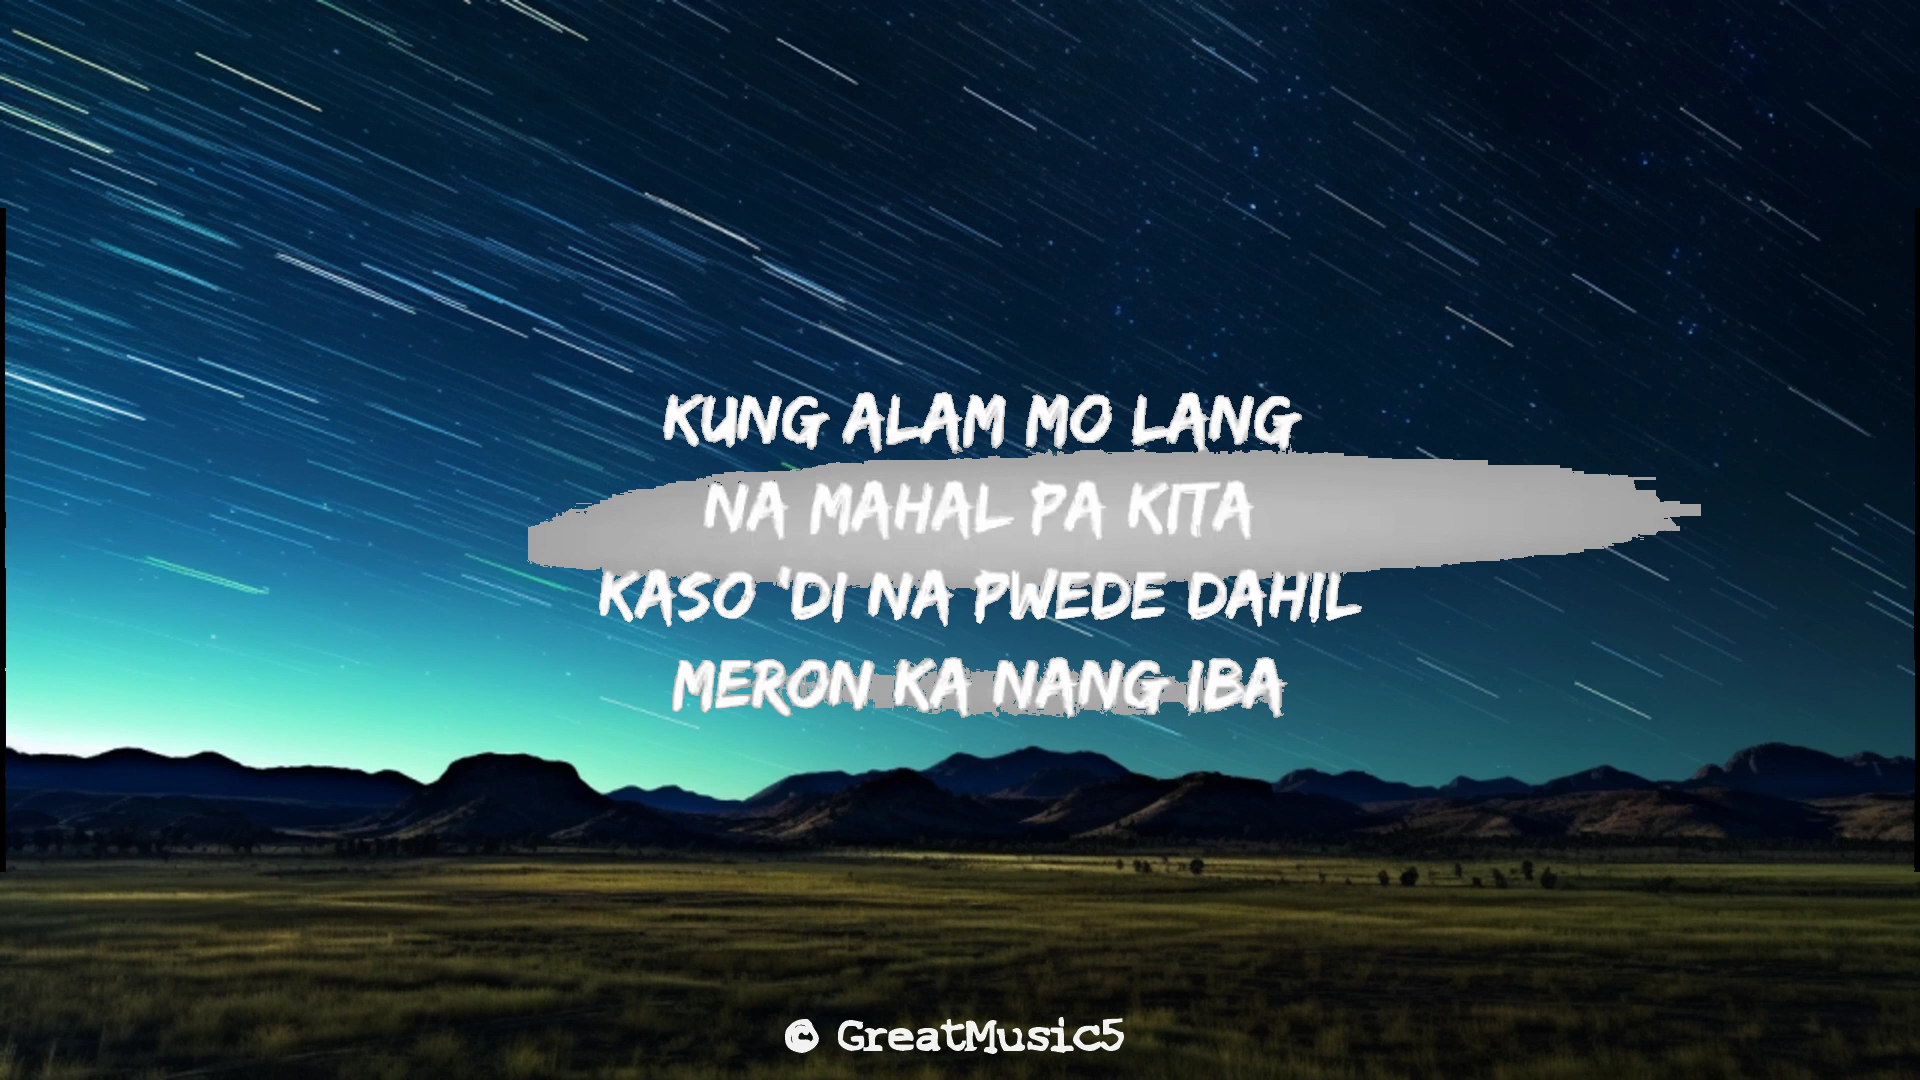 KUNG ALAM MO LANG
NA MAHAL PA KITA
KASO 'DI NA PWEDE DAHIL
MERON KA NANG IBA
© GreatMusic5